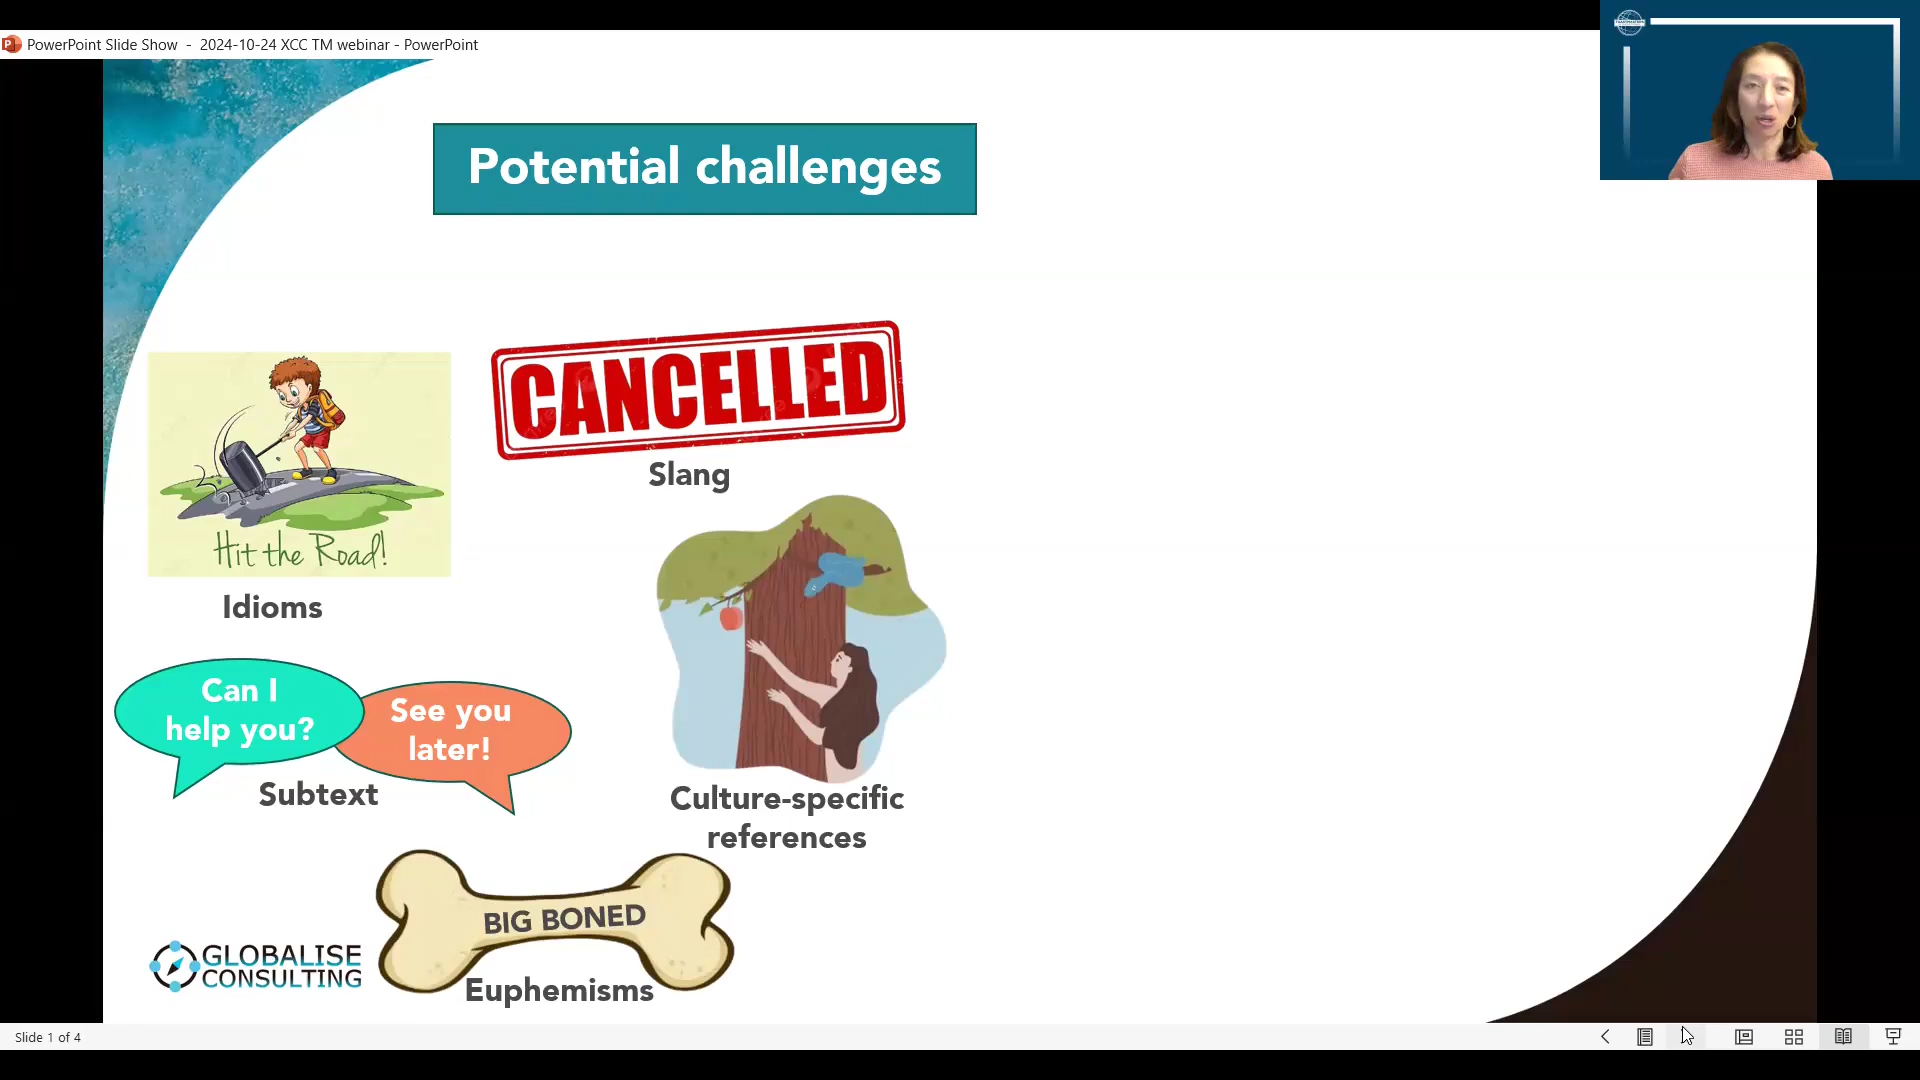 PowerPoint Slide Show - 2024-10-24 XCC TM webinar - PowerPoint
Potential challenges
CANCELLED
Slang
Hit the Road!
Idioms
Can I
help you?
See you
later!
Subtext
Culture-specific
references
BIG BONED
Euphemisms
GLOBALISE
CONSULTING
Slide 1 of 4